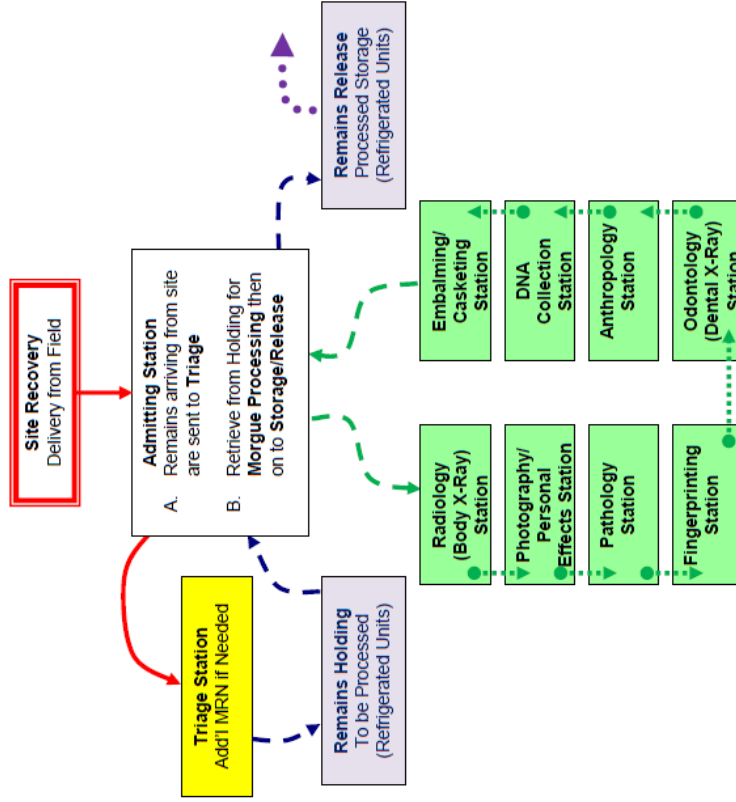 Site Recovery
Delivery from Field
Admitting Station
A. Remains arriving from site
are sent to Triage
B. Retrieve from Holding for
Morgue Processing then
on to Storage/Release
Triage Station
Add'l MRN if Needed
Remains Holding
To be Processed
(Refrigerated Units)
Remains Release
Processed Storage
(Refrigerated Units)
Radiology
(Body X-Ray)
Station
Photography/
Personal
Effects Station
Pathology
Station
Fingerprinting
Station
Odontology
(Dental X-Ray)
Station
Anthropology
Station
DNA
Collection
Station
Embalming/
Casketing
Station